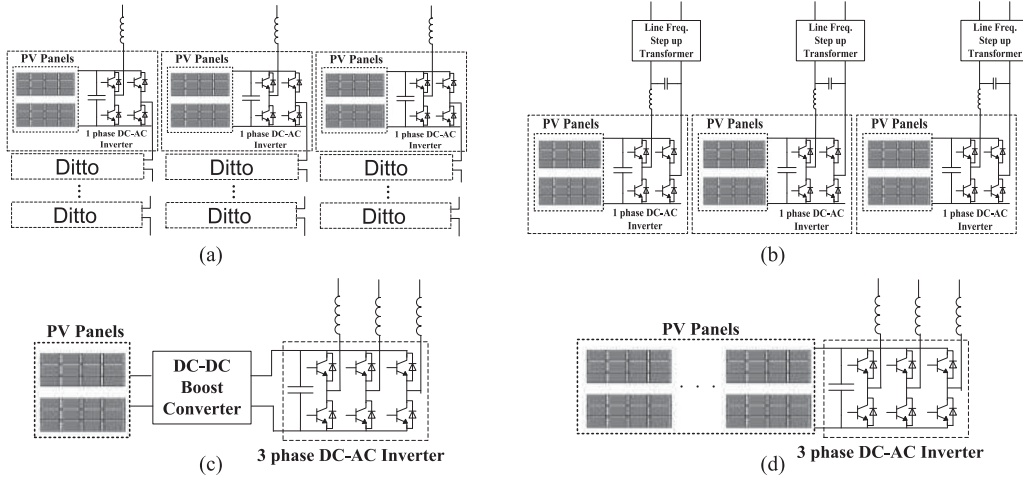 PV Panels
PV Panels
PV Panels
1 phase DC-AC
Inverter
1 phase DC-AC
Inverter
1 phase DC-AC
Inverter
Ditto
Ditto
Ditto
Ditto
Ditto
Ditto
(a)
Line Freq.
Step up
Transformer
Line Freq.
Step up
Transformer
Line Freq.
Step up
Transformer
PV Panels
PV Panels
PV Panels
1 phase DC-AC
Inverter
1 phase DC-AC
Inverter
1 phase DC-AC
Inverter
(b)
PV Panels
DC-DC
Boost
Converter
3 phase DC-AC Inverter
(c)
PV Panels
3 phase DC-AC Inverter
(d)